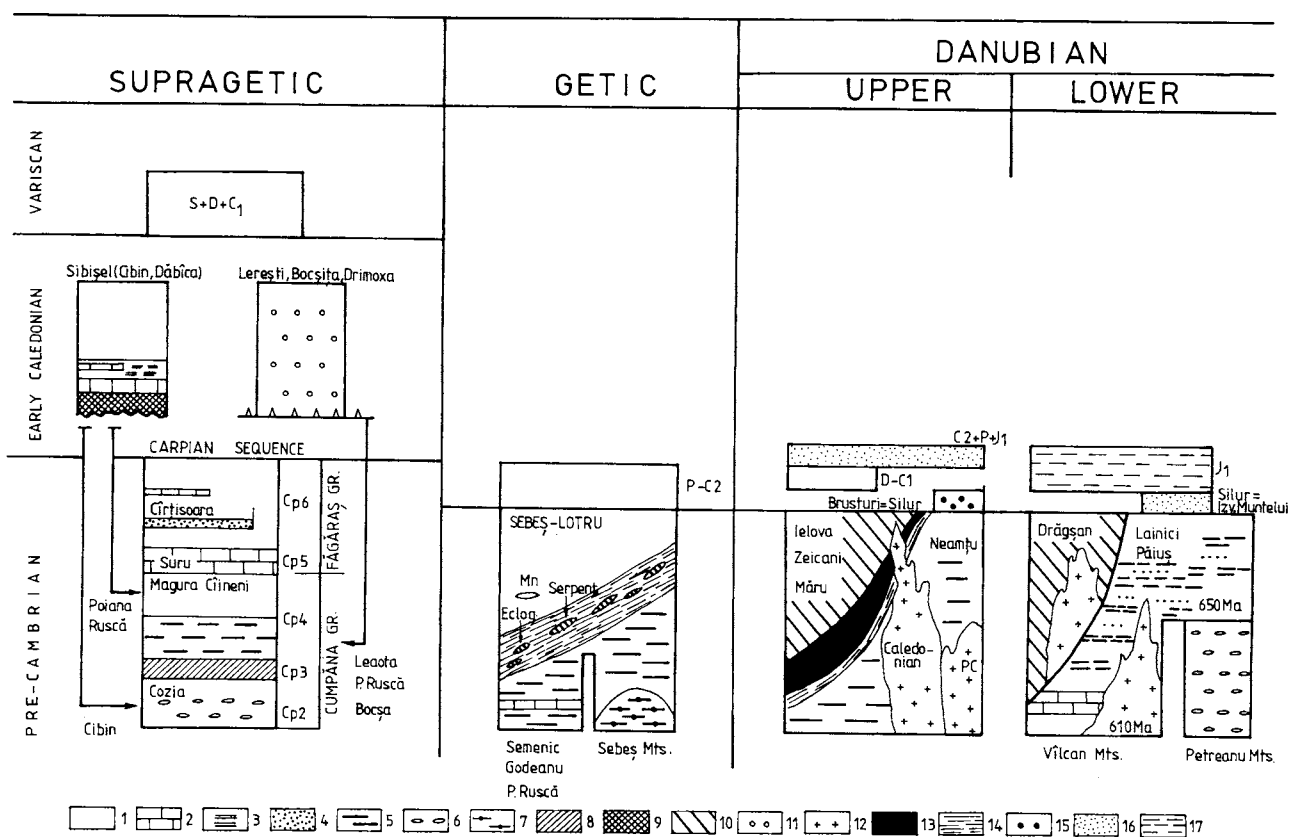 SUPRAGETIC
GETIC
DANUBIAN
UPPER
LOWER
VARISCAN
S+D+C1
EARLY CALEDONIAN
Sibişel(Cibin,Dăbîca)
Lereşti,Bocşita,Drimoxa
CARPIAN SEQUENCE
PRE-CAMBRIAN
Cîrtisoara
Suru
Magura Cîineni
Cozia
Cp6
Cp5
Cp4
Cp3
Cp2
FĂGĂRAŞ GR.
CUMPĂNA GR.
Poiana
Ruscă
Cibin
Leaota
P. Ruscă
Bocşa
P-C2
SEBEŞ-LOTRU
Mn
Serpent
Eclog
Semenic
Godeanu
P. Ruscă
Sebeş Mts.
C2+P+J1
D-C1
Brusturi=Silur
Ielova
Zeicani
Măru
Neamţu
Caledo-
nian
PC
J1
Silur=
Izv. Muntelui
Drăgşan
Lainici
Păiuş
650Ma
610Ma
Vîlcan Mts.
Petreanu Mts.
1 2 3 4 5 6 7 8 9 10 11 12 13 14 15 16 17